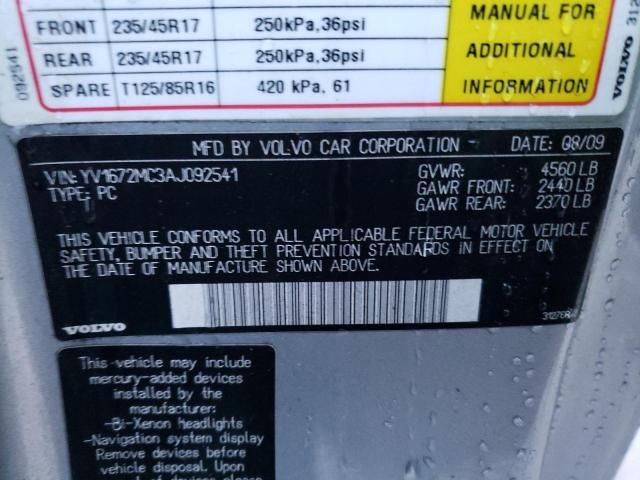 FRONT 235/45R17 250kPa,36psi
REAR 235/45R17 250kPa,36psi
SPARE T125/85R16 420 kPa, 61
MANUAL FOR
ADDITIONAL
INFORMATION
092541
VOLVO
312
MFD BY VOLVO CAR CORPORATION DATE: 08/09
VIN: YV1672MC3AJ092541 GVWR: 4560 LB
TYPE: PC GAWR FRONT: 2440 LB
GAWR REAR: 2370 LB
THIS VEHICLE CONFORMS TO ALL APPLICABLE FEDERAL MOTOR VEHICLE
SAFETY, BUMPER AND THEFT PREVENTION STANDARDS IN EFFECT ON
THE DATE OF MANUFACTURE SHOWN ABOVE.
VOLVO
This vehicle may include
mercury-added devices
installed by the
manufacturer:
-Bi-Xenon headlights
-Navigation system display
Remove devices before
vehicle disposal. Upon